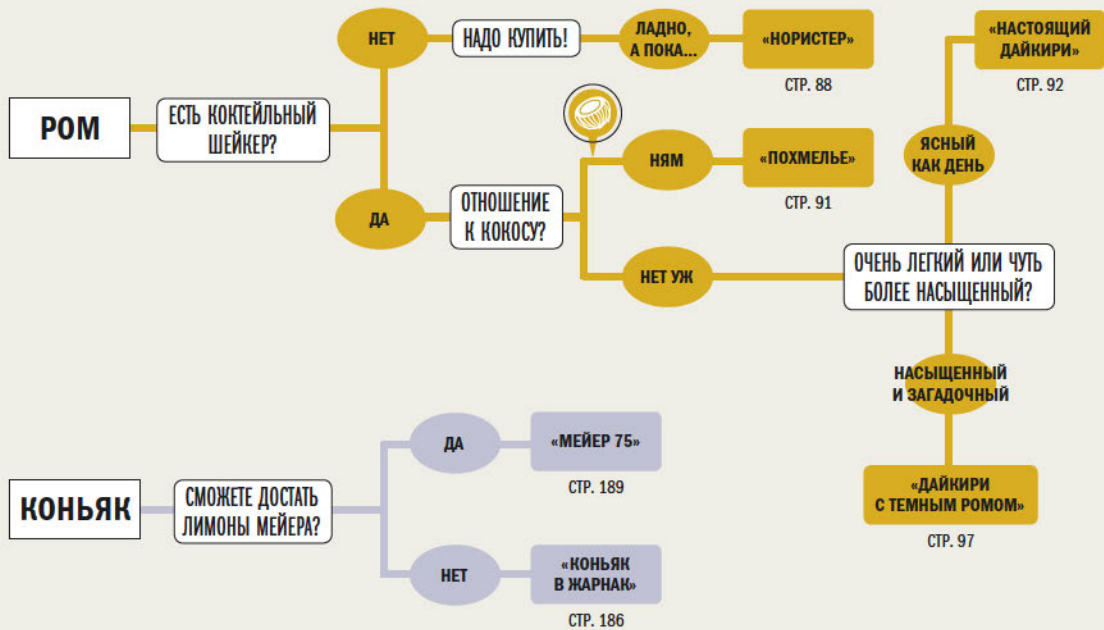 РОМ
ЕСТЬ КОКТЕЙЛЬНЫЙ
ШЕЙКЕР?
НЕТ
НАДО КУПИТЬ!
ЛАДНО,
А ПОКА...
«НОРИСТЕР»
СТР. 88
ДА
ОТНОШЕНИЕ
К КОКОСУ?
НЯМ
«ПОХМЕЛЬЕ»
СТР. 91
НЕТ УЖ
ОЧЕНЬ ЛЕГКИЙ ИЛИ ЧУТЬ
БОЛЕЕ НАСЫЩЕННЫЙ?
ЯСНЫЙ
КАК ДЕНЬ
«НАСТОЯЩИЙ
ДАЙКИРИ»
СТР. 92
НАСЫЩЕННЫЙ
И ЗАГАДОЧНЫЙ
«ДАЙКИРИ
С ТЕМНЫМ РОМОМ»
СТР. 97
КОНЬЯК
СМОЖЕТЕ ДОСТАТЬ
ЛИМОНЫ МЕЙЕРА?
ДА
«МЕЙЕР 75»
СТР. 189
НЕТ
«КОНЬЯК
В ЖАРНАК»
СТР. 186